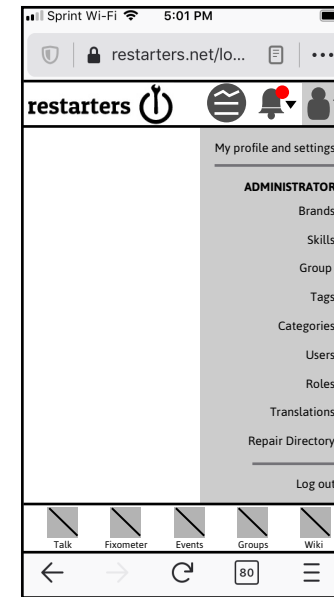 Sprint Wi-Fi 5:01 PM
restarters.net/lo...
restarters
My profile and settings
ADMINISTRATOR
Brands
Skills
Group
Tags
Categories
Users
Roles
Translations
Repair Directory
Log out
Talk Fixometer Events Groups Wiki
80